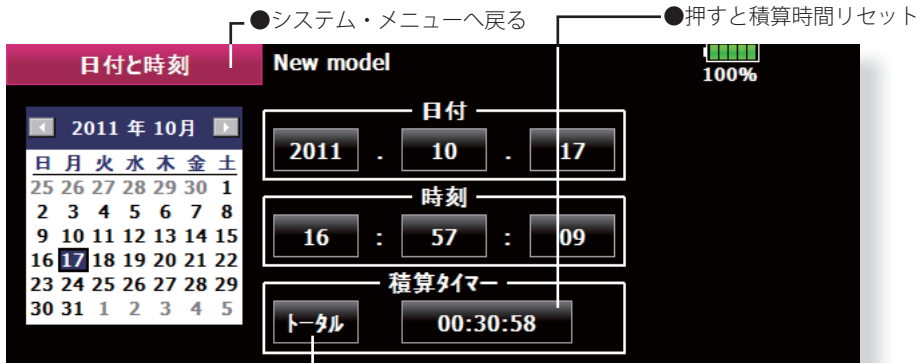 ●システム・メニューへ戻る
●押すと積算時間リセット
日付と時刻
New model
100%
2011 年 10月
日 月 火 水 木 金 土
25 26 27 28 29 30 1
2 3 4 5 6 7 8
9 10 11 12 13 14 15
16 17 18 19 20 21 22
23 24 25 26 27 28 29
30 31 1 2 3 4 5
日付
2011 . 10 . 17
時刻
16 : 57 : 09
積算ﾀｲﾏｰ
ﾄｰﾀﾙ 00:30:58